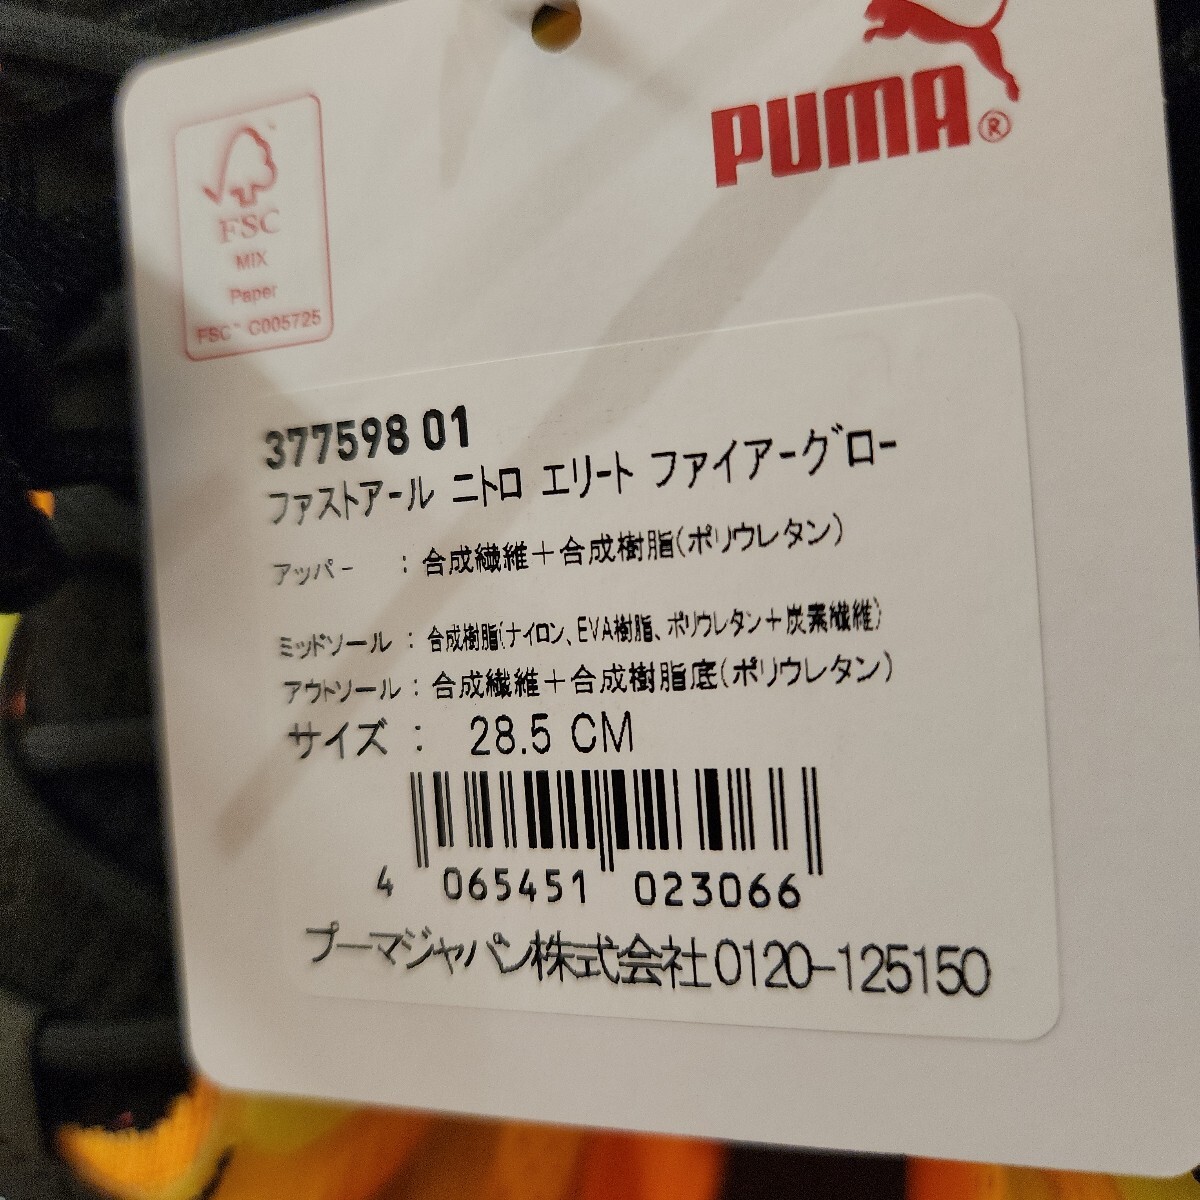 PUMA®
FSC
MIX
Paper
FSC™ C005725
377598 01
ファストアール ニトロ エリート ファイアーグロー
アッパー : 合成繊維+合成樹脂(ポリウレタン)
ミッドソール : 合成樹脂(ナイロン、EVA樹脂、ポリウレタン+炭素繊維)
アウトソール : 合成繊維+合成樹脂底(ポリウレタン)
サイズ : 28.5 CM
4 065451 023066
プーマジャパン株式会社0120-125150